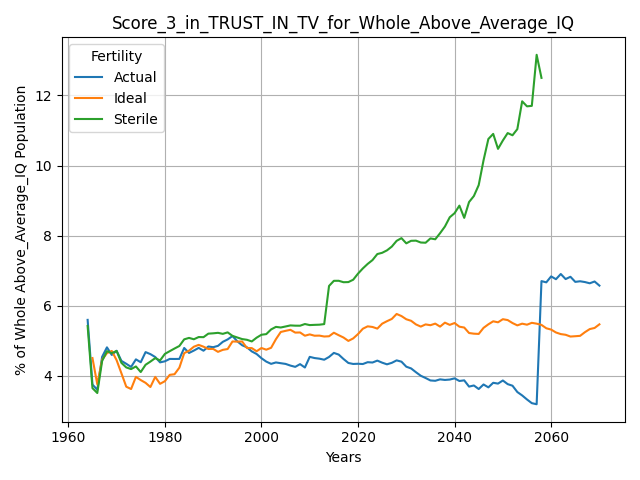 Score_3_in_TRUST_IN_TV_for_Whole_Above_Average_IQ
% of Whole Above_Average_IQ Population
Fertility
Actual
Ideal
Sterile
12
10
8
6
4
1960
1980
2000
2020
2040
2060
Years